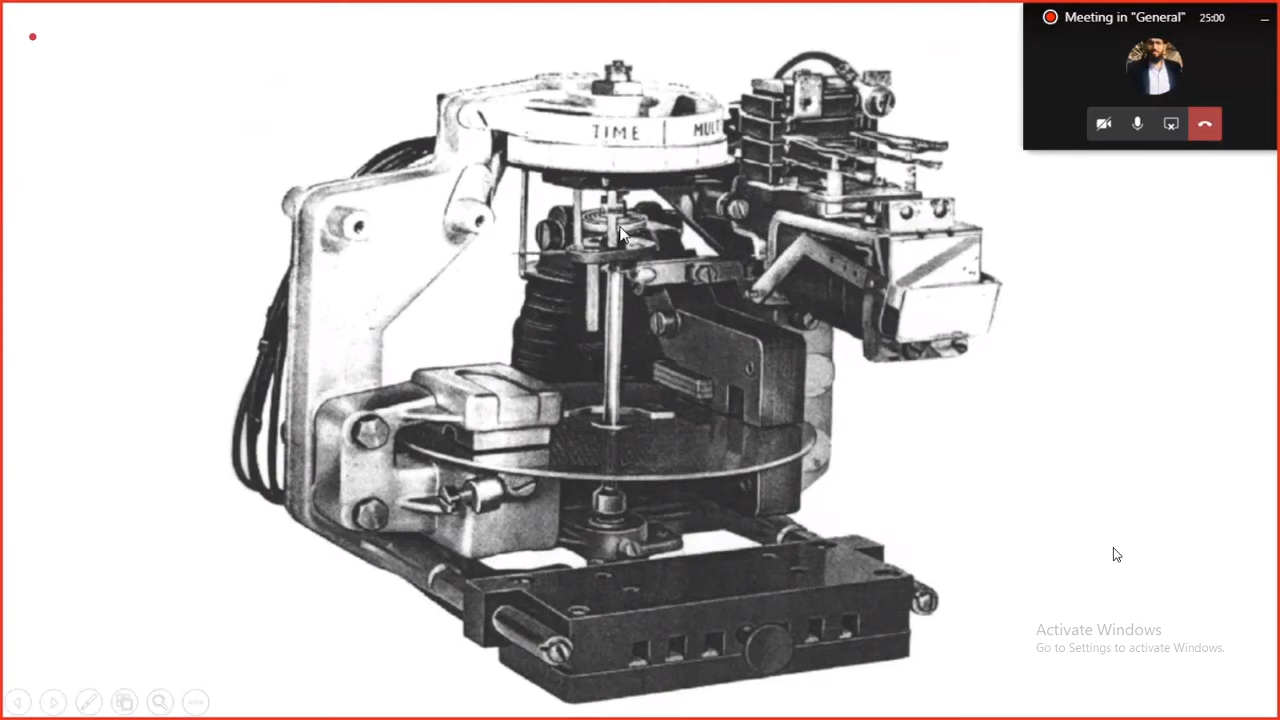 Meeting in "General" 25:00
TIME MULT
Activate Windows
Go to Settings to activate Windows.